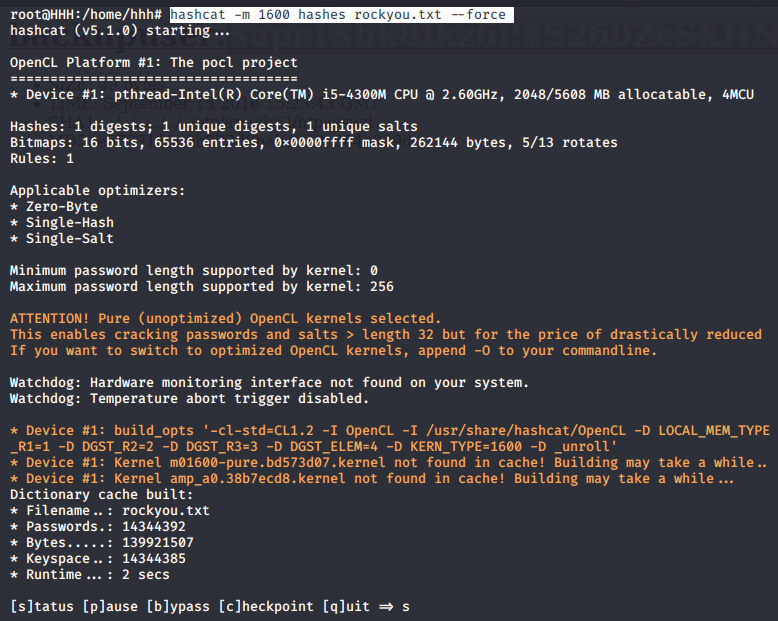 root@HHH:/home/hhh# hashcat -m 1600 hashes rockyou.txt --force
hashcat (v5.1.0) starting...
OpenCL Platform #1: The pocl project
====================================
* Device #1: pthread-Intel(R) Core(TM) i5-4300M CPU @ 2.60GHz, 2048/5608 MB allocatable, 4MCU
Hashes: 1 digests; 1 unique digests, 1 unique salts
Bitmaps: 16 bits, 65536 entries, 0x0000ffff mask, 262144 bytes, 5/13 rotates
Rules: 1
Applicable optimizers:
* Zero-Byte
* Single-Hash
* Single-Salt
Minimum password length supported by kernel: 0
Maximum password length supported by kernel: 256
ATTENTION! Pure (unoptimized) OpenCL kernels selected.
This enables cracking passwords and salts > length 32 but for the price of drastically reduced
If you want to switch to optimized OpenCL kernels, append -O to your commandline.
Watchdog: Hardware monitoring interface not found on your system.
Watchdog: Temperature abort trigger disabled.
* Device #1: build_opts '-cl-std=CL1.2 -I OpenCL -I /usr/share/hashcat/OpenCL -D LOCAL_MEM_TYPE
_R1=1 -D DGST_R2=2 -D DGST_R3=3 -D DGST_ELEM=4 -D KERN_TYPE=1600 -D _unroll'
* Device #1: Kernel m01600-pure.bd573d07.kernel not found in cache! Building may take a while..
* Device #1: Kernel amp_a0.38b7ecd8.kernel not found in cache! Building may take a while...
Dictionary cache built:
* Filename..: rockyou.txt
* Passwords.: 14344392
* Bytes.....: 139921507
* Keyspace..: 14344385
* Runtime...: 2 secs
[s]tatus [p]ause [b]ypass [c]heckpoint [q]uit => s